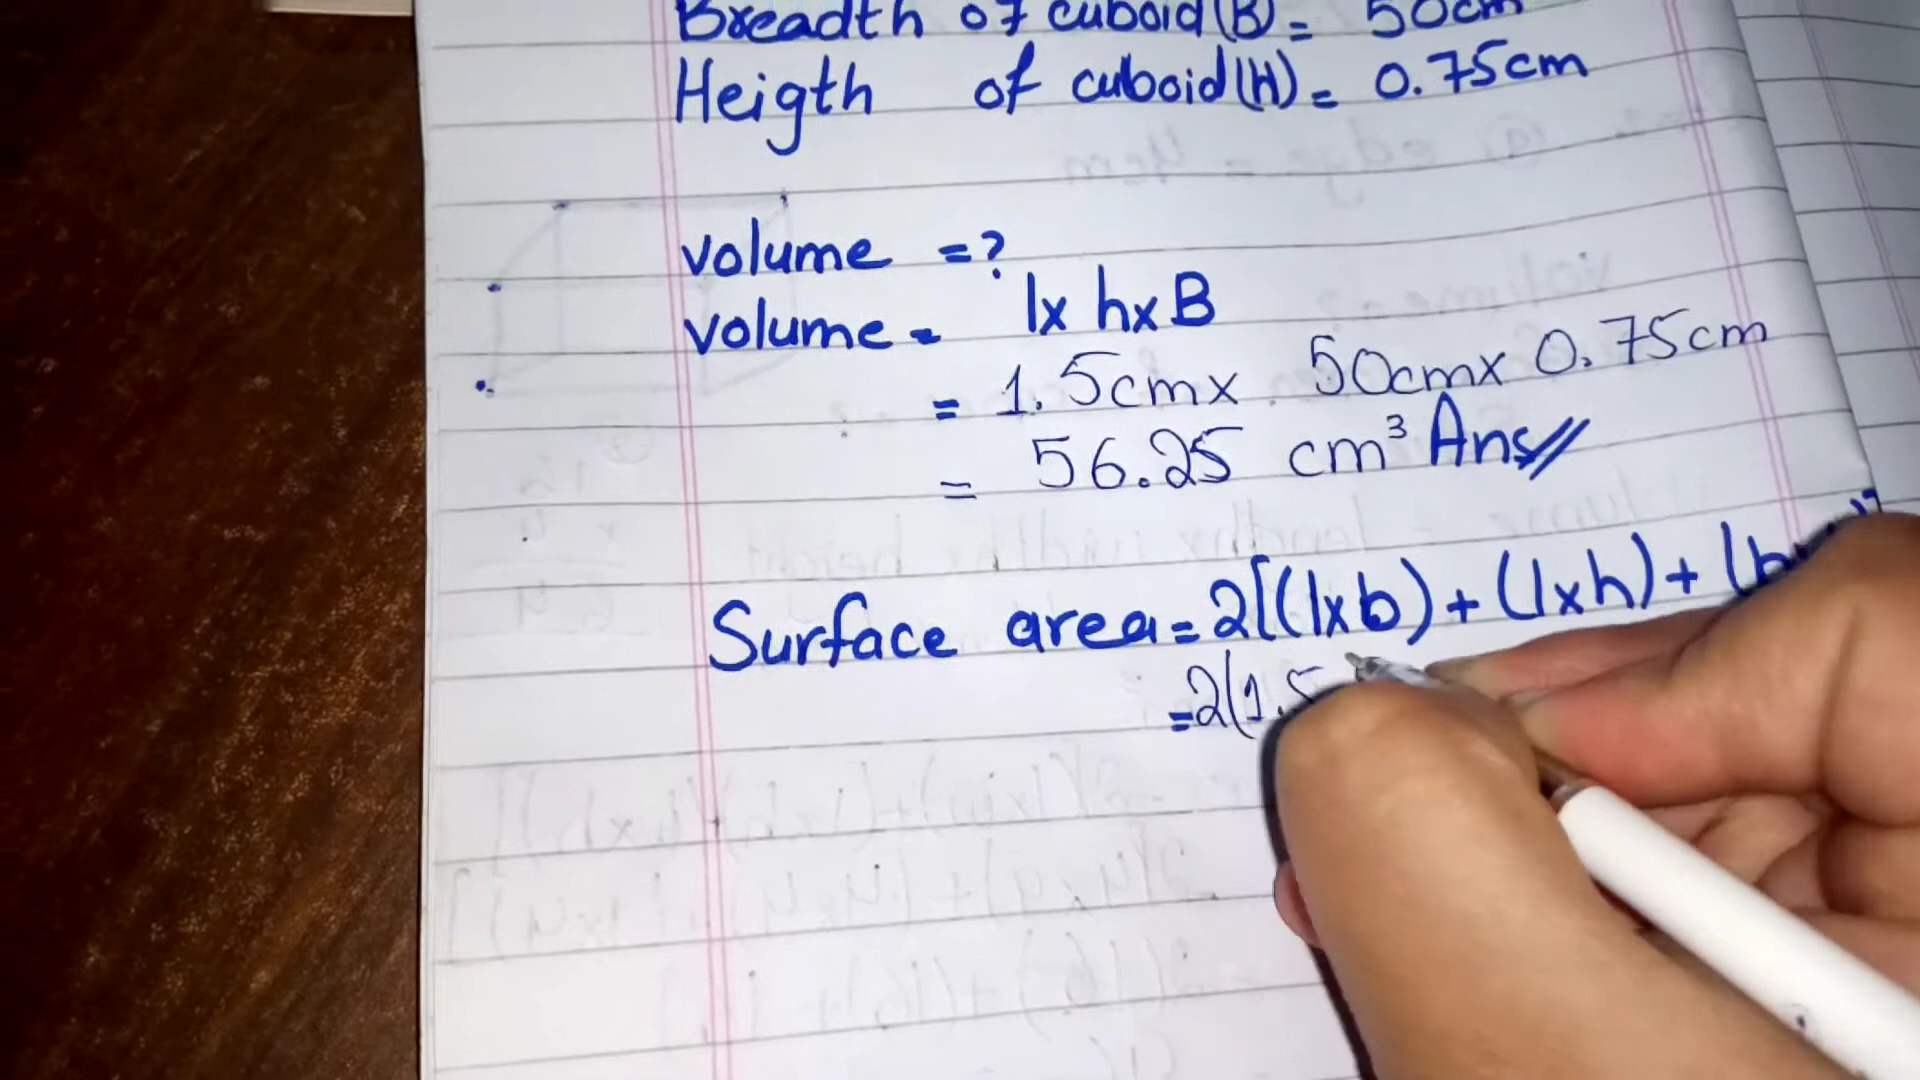 Breadth of cuboid(B) = 50cm
Heigth of cuboid(H) = 0.75cm
volume =?
volume = l x h x B
= 1.5cm x 50cm x 0.75cm
= 56.25 cm³ Ans
Surface area = 2[(l x b) + (l x h) + (b
= 2(1.5